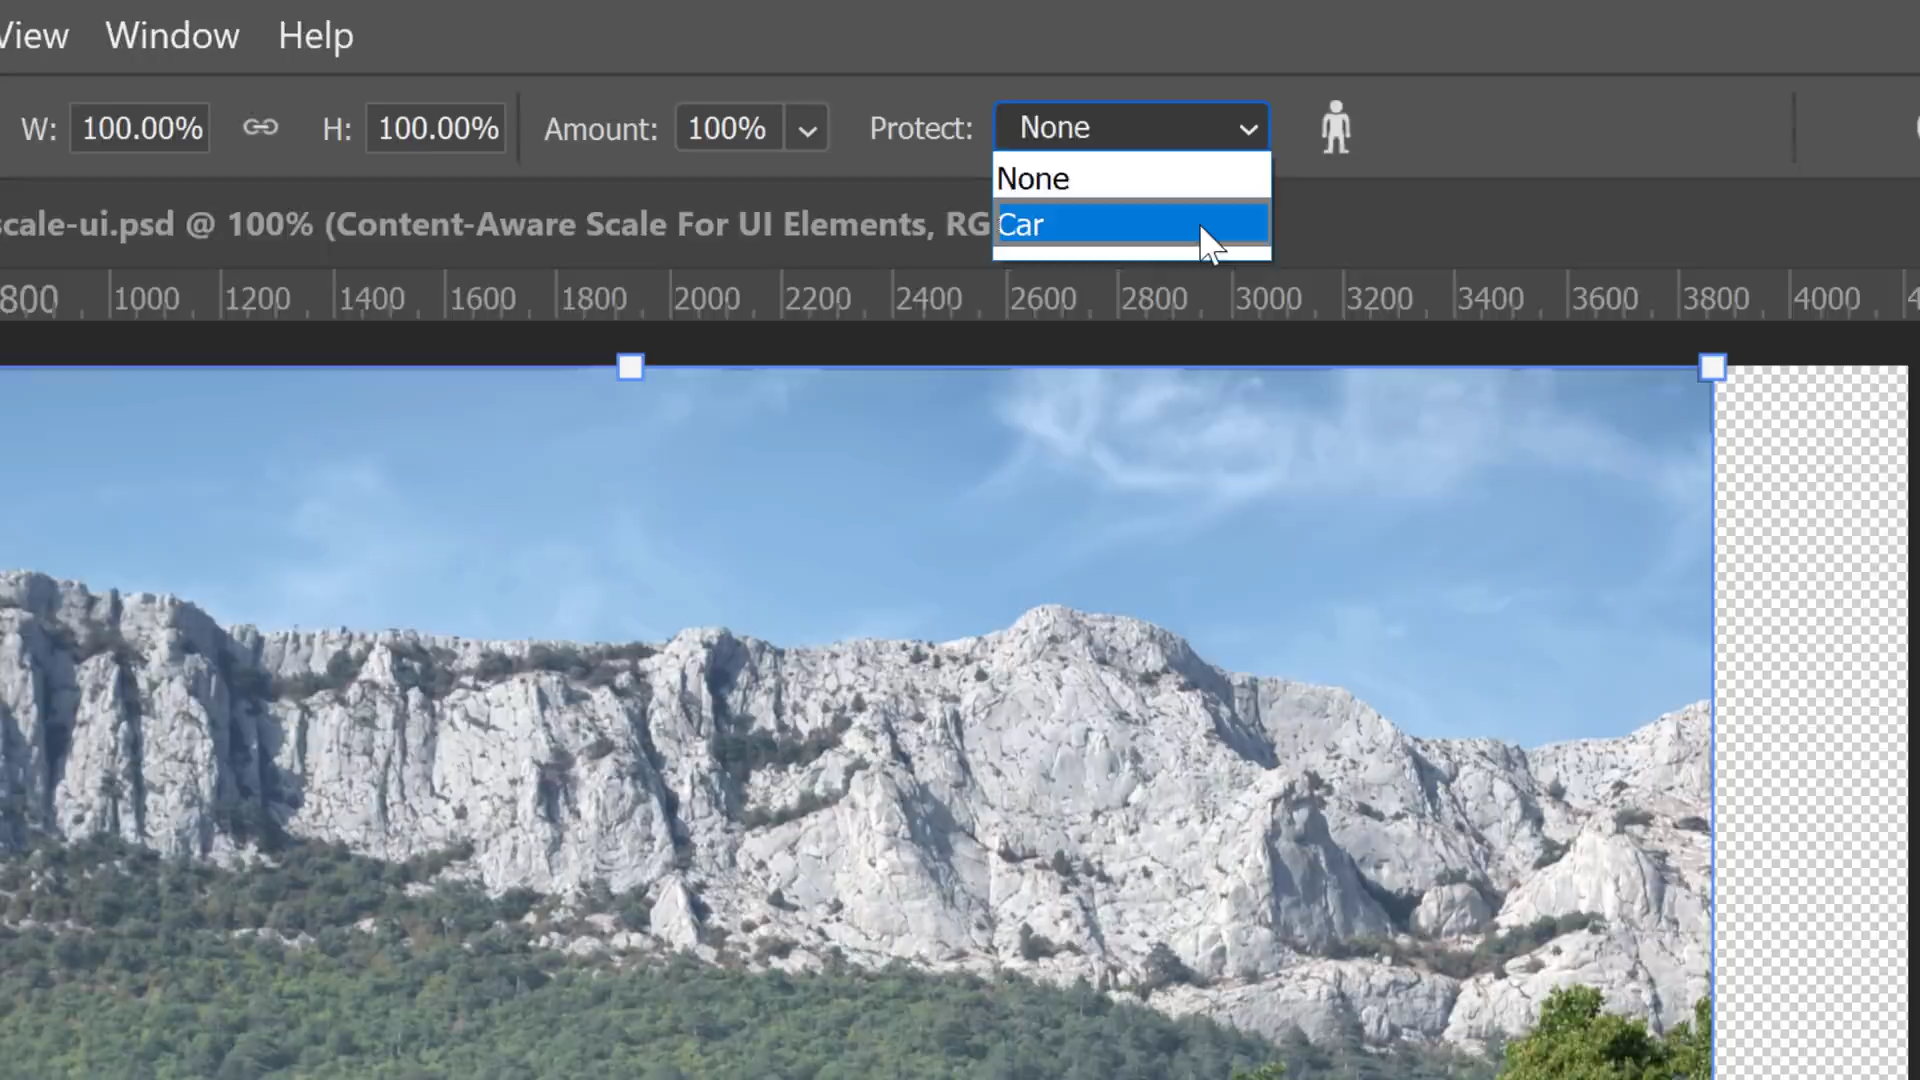 View Window Help
W: 100.00% H: 100.00% Amount: 100% Protect: None
None
Car
scale-ui.psd @ 100% (Content-Aware Scale For UI Elements, RG
800 1000 1200 1400 1600 1800 2000 2200 2400 2600 2800 3000 3200 3400 3600 3800 4000 4